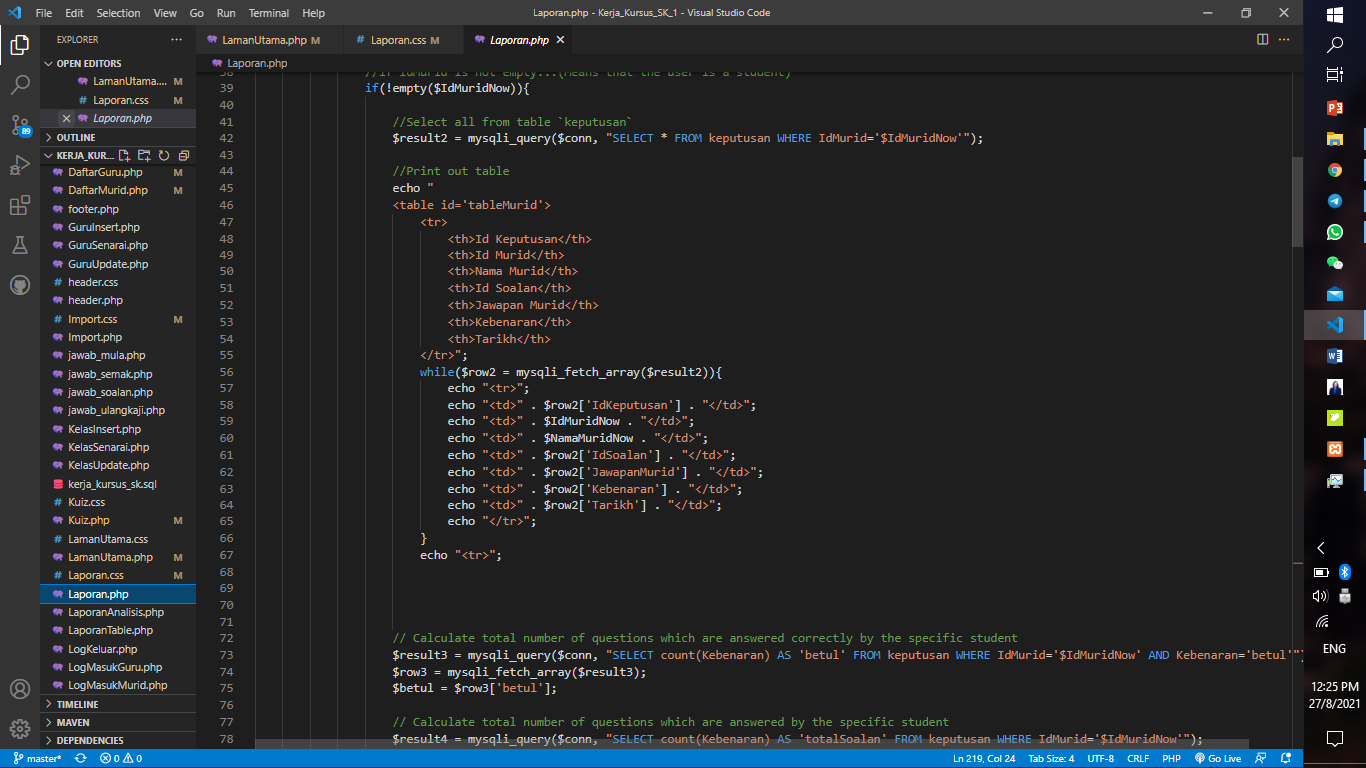 File Edit Selection View Go Run Terminal Help
Laporan.php - Kerja_Kursus_SK_1 - Visual Studio Code
EXPLORER
LamanUtama.php M
Laporan.css M
Laporan.php
Laporan.php
OPEN EDITORS
LamanUtama.... M
Laporan.css M
Laporan.php
89
OUTLINE
KERJA_KUR...
DaftarGuru.php M
DaftarMurid.php M
footer.php
GuruInsert.php
GuruSenarai.php
GuruUpdate.php
header.css
header.php
Import.css M
Import.php
jawab_mula.php
jawab_semak.php
jawab_soalan.php
jawab_ulangkaji.php
KelasInsert.php
KelasSenarai.php
KelasUpdate.php
kerja_kursus_sk.sql
Kuiz.css
Kuiz.php M
LamanUtama.css
LamanUtama.php M
Laporan.css M
Laporan.php
LaporanAnalisis.php
LaporanTable.php
LogKeluar.php
LogMasukGuru.php
LogMasukMurid.php
TIMELINE
MAVEN
DEPENDENCIES
38 //If IdMurid is not empty...(Means that the user is a student)
39 if(!empty($IdMuridNow)){
40
41 //Select all from table `keputusan`
42 $result2 = mysqli_query($conn, "SELECT * FROM keputusan WHERE IdMurid='$IdMuridNow'");
43
44 //Print out table
45 echo "
46 <table id='tableMurid'>
47 <tr>
48 <th>Id Keputusan</th>
49 <th>Id Murid</th>
50 <th>Nama Murid</th>
51 <th>Id Soalan</th>
52 <th>Jawapan Murid</th>
53 <th>Kebenaran</th>
54 <th>Tarikh</th>
55 </tr>";
56 while($row2 = mysqli_fetch_array($result2)){
57 echo "<tr>";
58 echo "<td>" . $row2['IdKeputusan'] . "</td>";
59 echo "<td>" . $IdMuridNow . "</td>";
60 echo "<td>" . $NamaMuridNow . "</td>";
61 echo "<td>" . $row2['IdSoalan'] . "</td>";
62 echo "<td>" . $row2['JawapanMurid'] . "</td>";
63 echo "<td>" . $row2['Kebenaran'] . "</td>";
64 echo "<td>" . $row2['Tarikh'] . "</td>";
65 echo "</tr>";
66 }
67 echo "<tr>";
68
69
70
71
72 // Calculate total number of questions which are answered correctly by the specific student
73 $result3 = mysqli_query($conn, "SELECT count(Kebenaran) AS 'betul' FROM keputusan WHERE IdMurid='$IdMuridNow' AND Kebenaran='betul'")
74 $row3 = mysqli_fetch_array($result3);
75 $betul = $row3['betul'];
76
77 // Calculate total number of questions which are answered by the specific student
78 $result4 = mysqli_query($conn, "SELECT count(Kebenaran) AS 'totalSoalan' FROM keputusan WHERE IdMurid='$IdMuridNow'");
master* 0 0
Ln 219, Col 24 Tab Size: 4 UTF-8 CRLF PHP Go Live
ENG
12:25 PM
27/8/2021